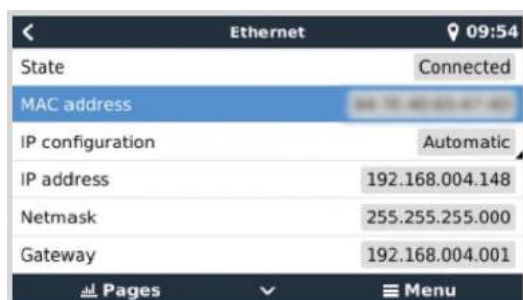 Ethernet 09:54
State Connected
MAC address
IP configuration Automatic
IP address 192.168.004.148
Netmask 255.255.255.000
Gateway 192.168.004.001
Pages Menu